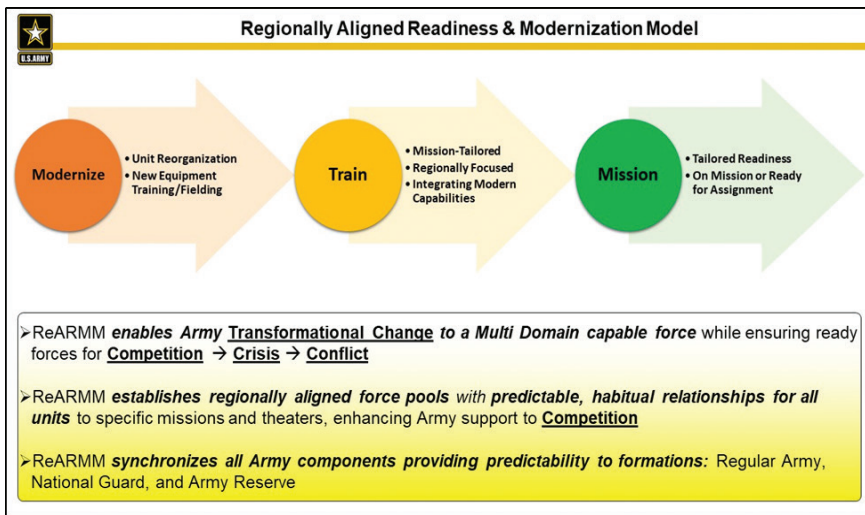 Regionally Aligned Readiness & Modernization Model
U.S.ARMY
Modernize
• Unit Reorganization
• New Equipment
Training/Fielding
Train
• Mission-Tailored
• Regionally Focused
• Integrating Modern
Capabilities
Mission
• Tailored Readiness
• On Mission or Ready
for Assignment
➢ReARMM enables Army Transformational Change to a Multi Domain capable force while ensuring ready
forces for Competition → Crisis → Conflict
➢ReARMM establishes regionally aligned force pools with predictable, habitual relationships for all
units to specific missions and theaters, enhancing Army support to Competition
➢ReARMM synchronizes all Army components providing predictability to formations: Regular Army,
National Guard, and Army Reserve